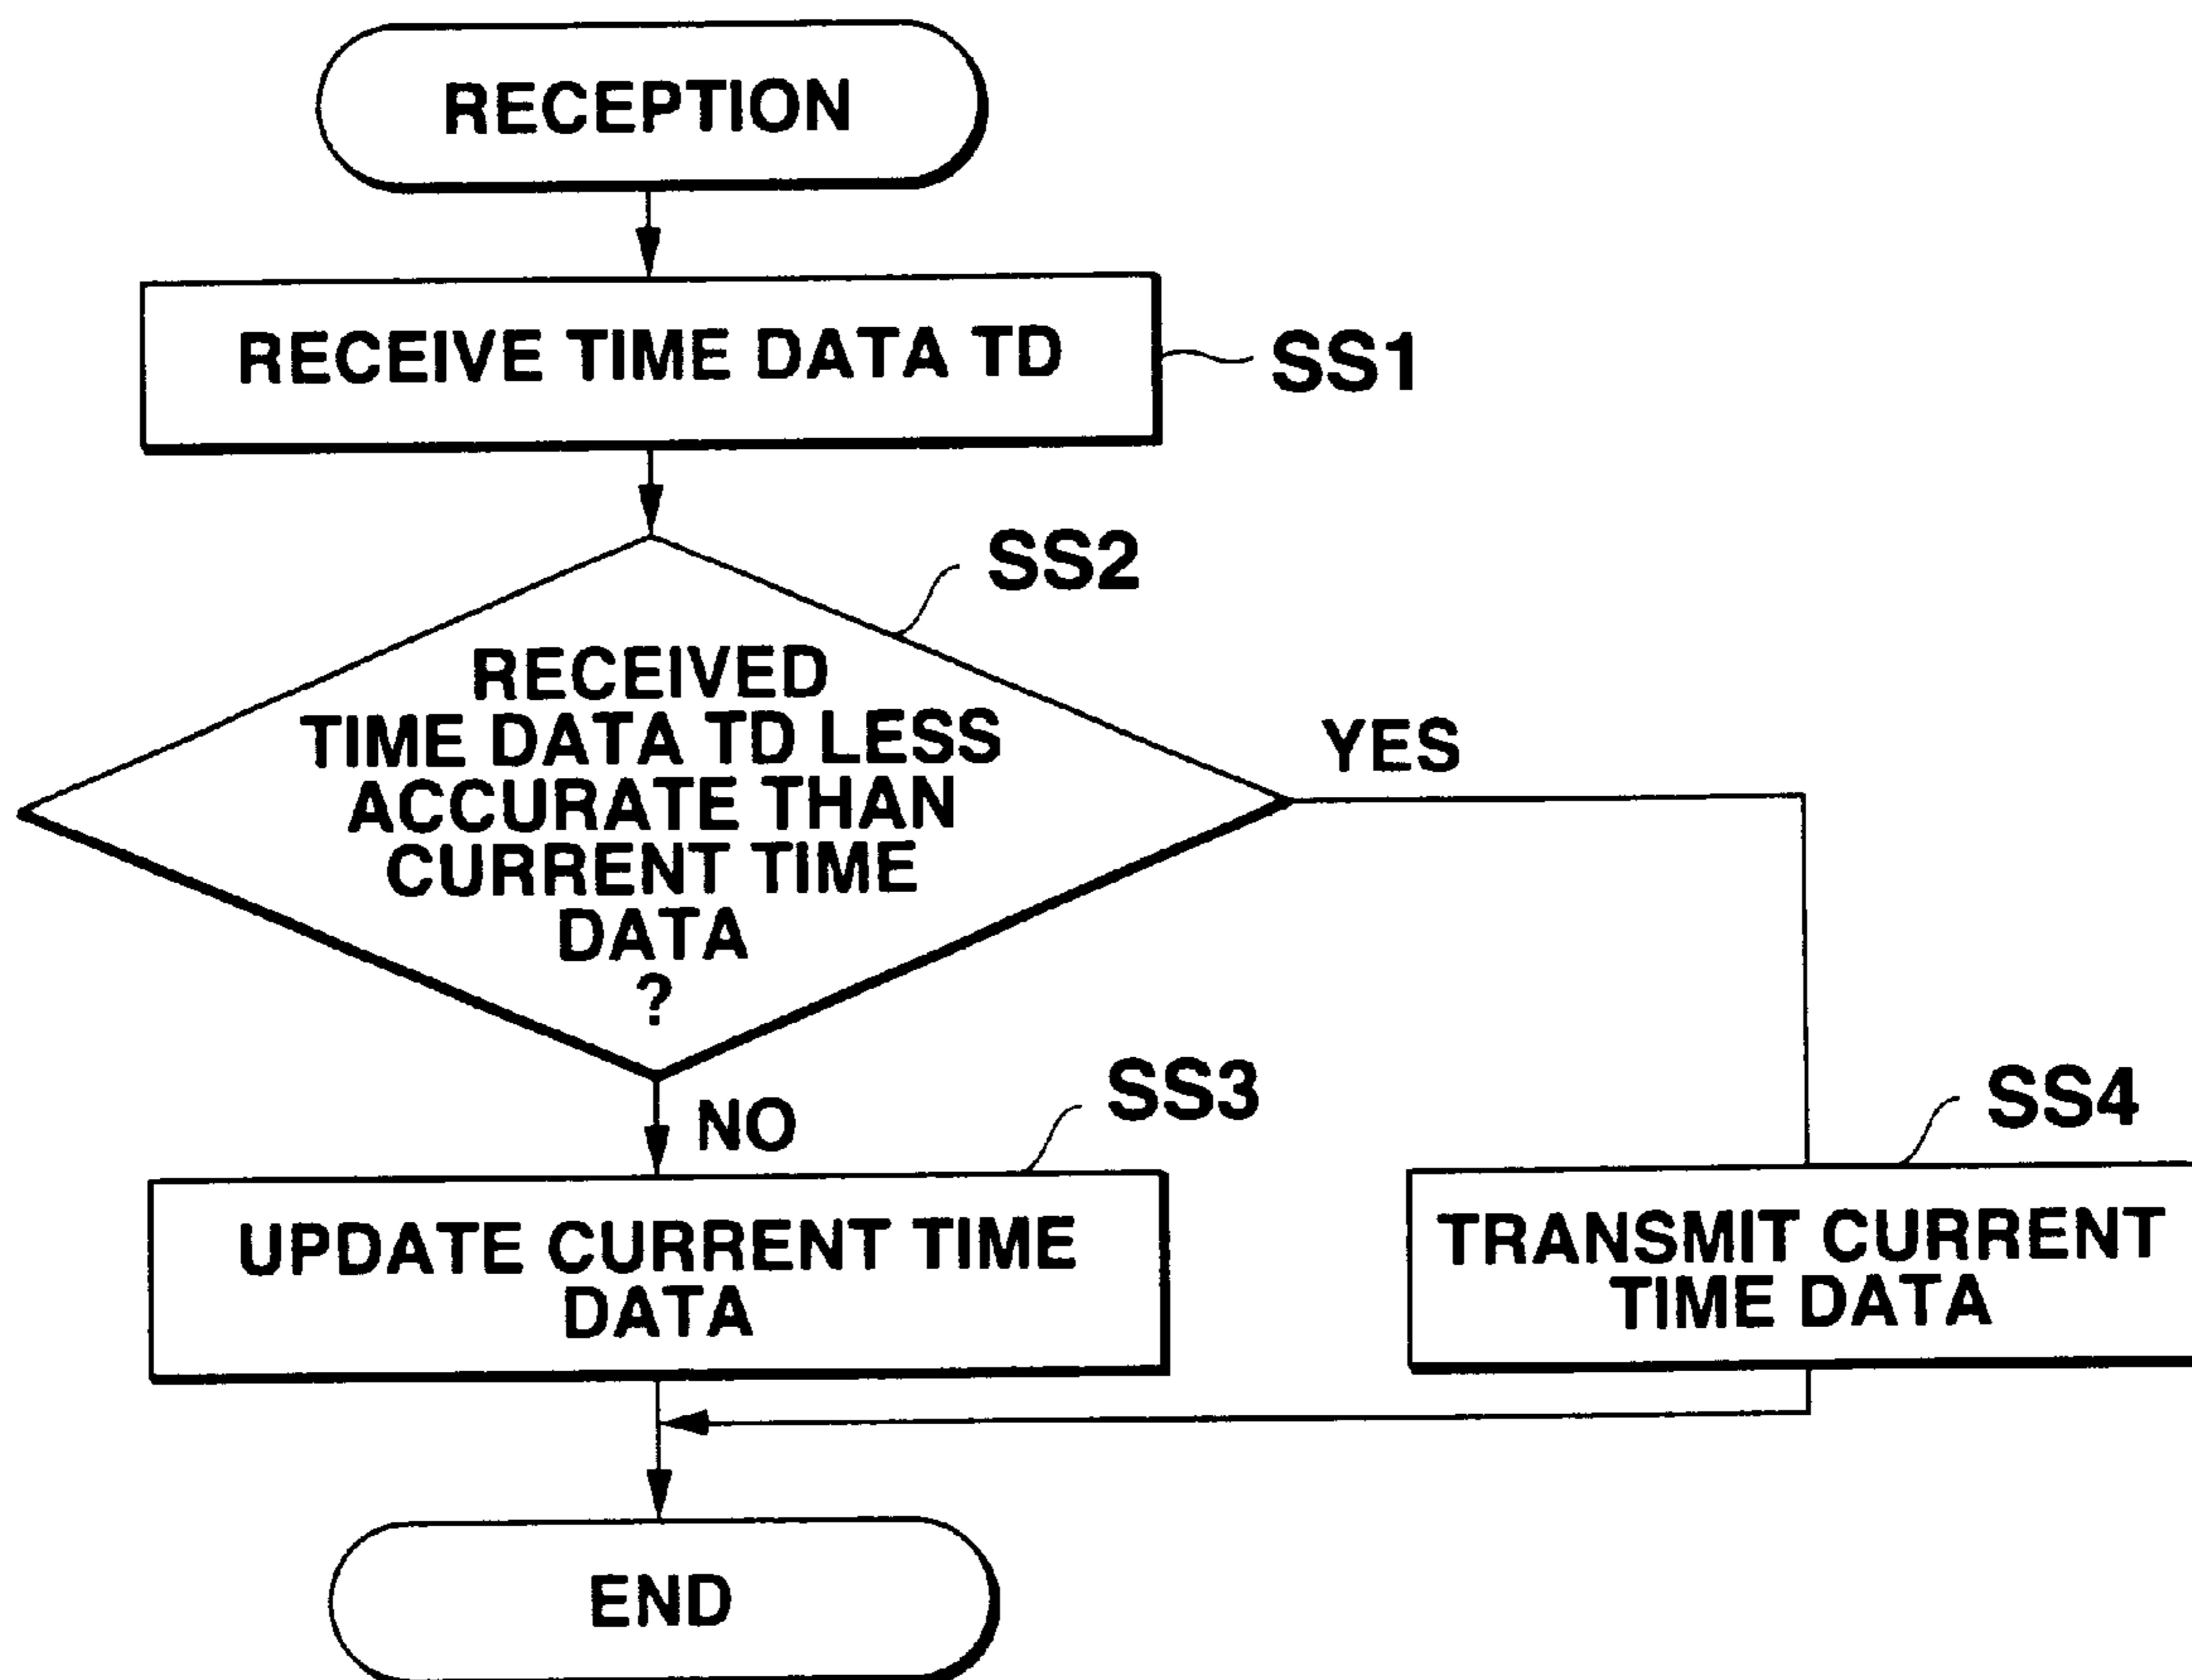 RECEPTION
RECEIVE TIME DATA TD
SS1
SS2
RECEIVED
TIME DATA TD LESS
ACCURATE THAN
CURRENT TIME
DATA
?
YES
NO
SS3
UPDATE CURRENT TIME
DATA
SS4
TRANSMIT CURRENT
TIME DATA
END